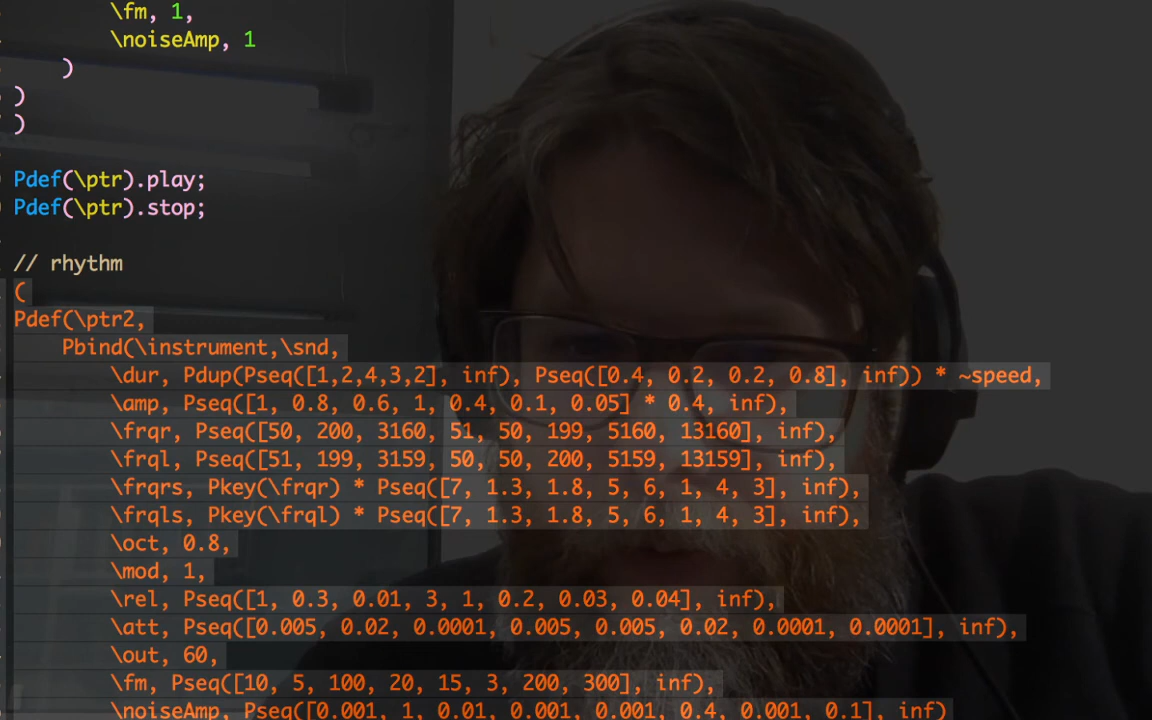 \fm, 1,
\noiseAmp, 1
)
)
)
Pdef(\ptr).play;
Pdef(\ptr).stop;
// rhythm
(
Pdef(\ptr2,
Pbind(\instrument,\snd,
\dur, Pdup(Pseq([1,2,4,3,2], inf), Pseq([0.4, 0.2, 0.2, 0.8], inf)) * ~speed,
\amp, Pseq([1, 0.8, 0.6, 1, 0.4, 0.1, 0.05] * 0.4, inf),
\frqr, Pseq([50, 200, 3160, 51, 50, 199, 5160, 13160], inf),
\frql, Pseq([51, 199, 3159, 50, 50, 200, 5159, 13159], inf),
\frqrs, Pkey(\frqr) * Pseq([7, 1.3, 1.8, 5, 6, 1, 4, 3], inf),
\frqls, Pkey(\frql) * Pseq([7, 1.3, 1.8, 5, 6, 1, 4, 3], inf),
\oct, 0.8,
\mod, 1,
\rel, Pseq([1, 0.3, 0.01, 3, 1, 0.2, 0.03, 0.04], inf),
\att, Pseq([0.005, 0.02, 0.0001, 0.005, 0.005, 0.02, 0.0001, 0.0001], inf),
\out, 60,
\fm, Pseq([10, 5, 100, 20, 15, 3, 200, 300], inf),
\noiseAmp, Pseq([0.001, 1, 0.01, 0.001, 0.001, 0.4, 0.001, 0.1], inf)